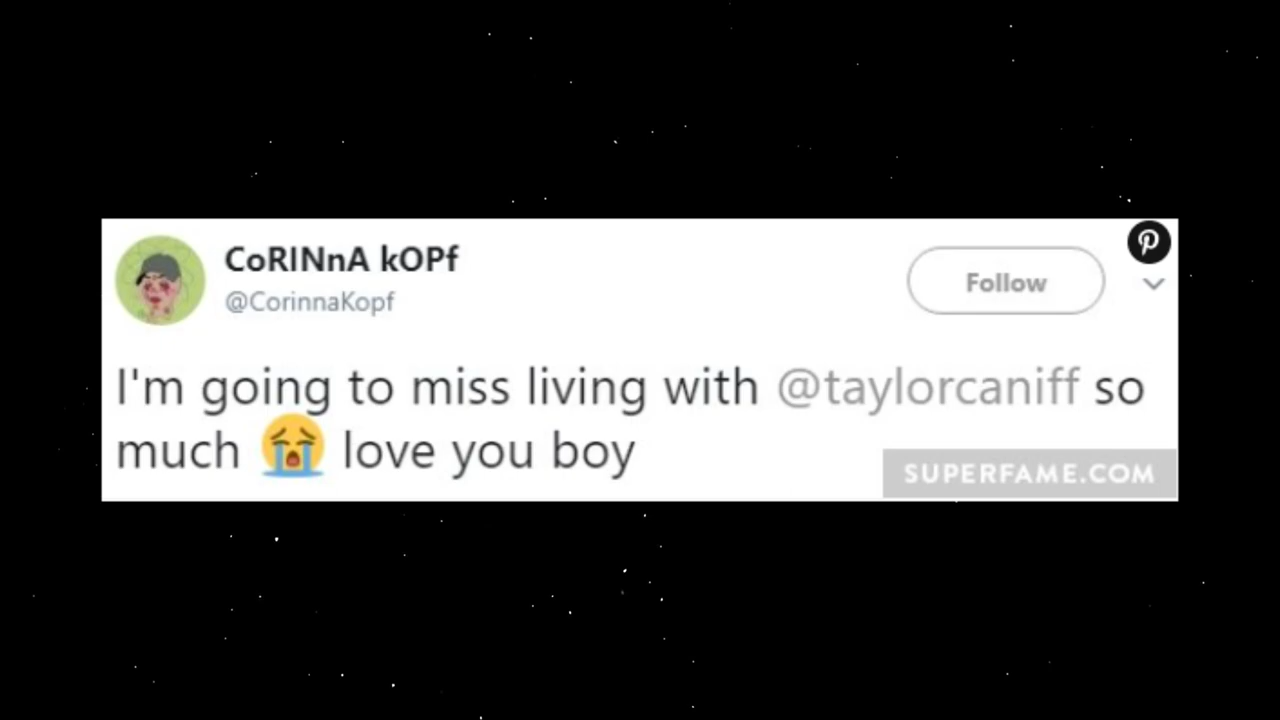 CoRINnA kOPf
@CorinnaKopf
Follow
I'm going to miss living with @taylorcaniff so
much 😭 love you boy
SUPERFAME.COM